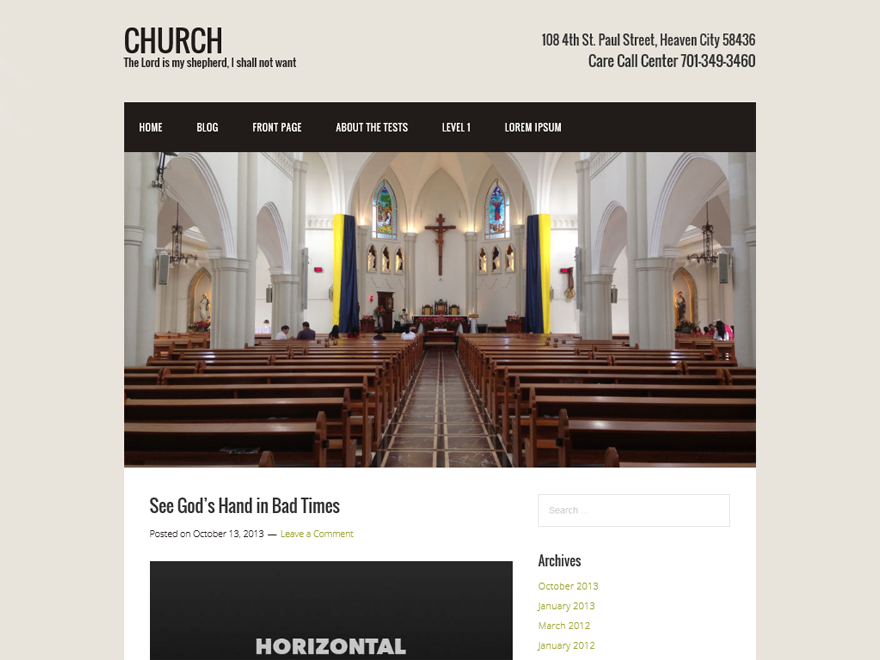 CHURCH
The Lord is my shepherd, I shall not want
108 4th St. Paul Street, Heaven City 58436
Care Call Center 701-349-3460
HOME
BLOG
FRONT PAGE
ABOUT THE TESTS
LEVEL 1
LOREM IPSUM
See God's Hand in Bad Times
Posted on October 13, 2013 — Leave a Comment
HORIZONTAL
Search ...
Archives
October 2013
January 2013
March 2012
January 2012